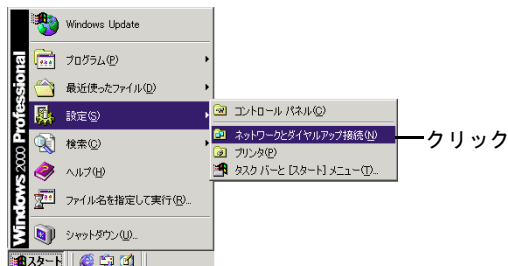 Windows 2000 Professional
Windows Update
プログラム(P)
最近使ったファイル(D)
設定(S)
検索(C)
ヘルプ(H)
ファイル名を指定して実行(R)...
シャットダウン(U)...
コントロール パネル(C)
ネットワークとダイヤルアップ接続(N)
プリンタ(P)
タスク バーと [スタート] メニュー(T)...
クリック
スタート